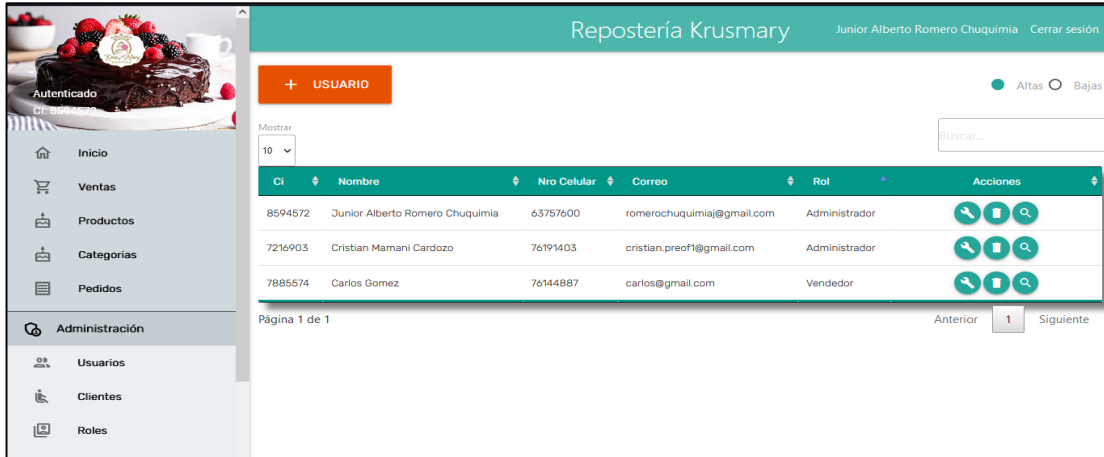 Repostería Krusmary
Junior Alberto Romero Chuquimia Cerrar sesión
Autenticado
CI: 8594572
Inicio
Ventas
Productos
Categorias
Pedidos
Administración
Usuarios
Clientes
Roles
+ USUARIO
Altas Bajas
Mostrar
10
Buscar...
Ci Nombre Nro Celular Correo Rol Acciones
8594572 Junior Alberto Romero Chuquimia 63757600 romerochuquimiaj@gmail.com Administrador
7216903 Cristian Mamani Cardozo 76191403 cristian.preof1@gmail.com Administrador
7885574 Carlos Gomez 76144887 carlos@gmail.com Vendedor
Página 1 de 1
Anterior 1 Siguiente